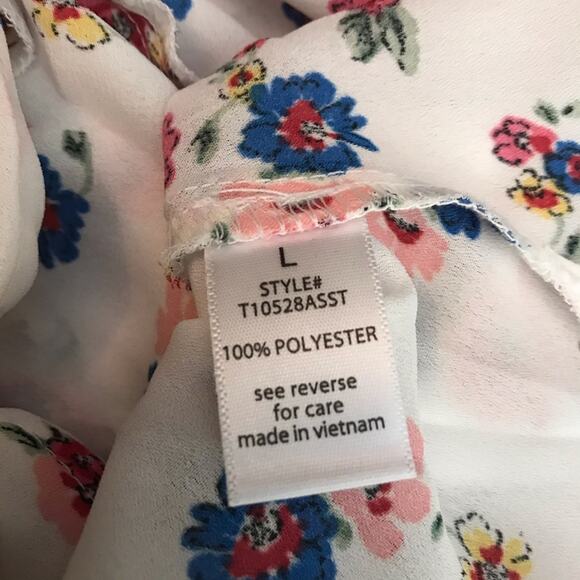 L
STYLE#
T10528ASST
100% POLYESTER
see reverse
for care
made in vietnam